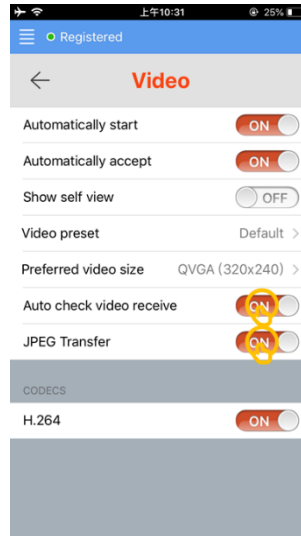 上午10:31 25%
Registered
Video
Automatically start ON
Automatically accept ON
Show self view OFF
Video preset Default
Preferred video size QVGA (320x240)
Auto check video receive ON
JPEG Transfer ON
CODECS
H.264 ON